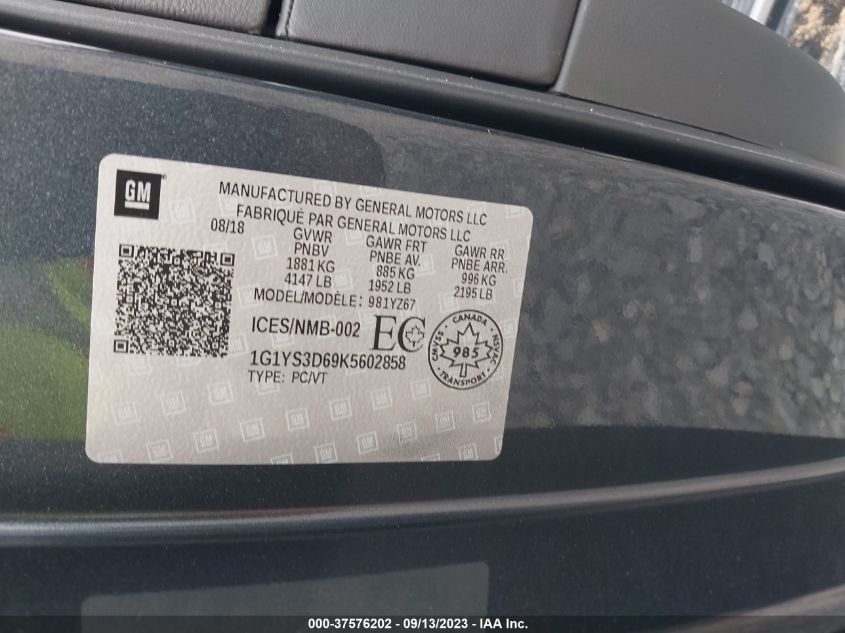 GM
MANUFACTURED BY GENERAL MOTORS LLC
FABRIQUÉ PAR GENERAL MOTORS LLC
08/18
GVWR
PNBV
1881 KG
4147 LB
GAWR FRT
PNBE AV.
885 KG
1952 LB
GAWR RR.
PNBE ARR.
996 KG
2195 LB
MODEL/MODÈLE: 981YZ67
ICES/NMB-002 EC
1G1YS3D69K5602858
TYPE: PC/VT
CANADA
985
TRANSPORT
CMVSS
NSVAC
000-37576202 - 09/13/2023 - IAA Inc.